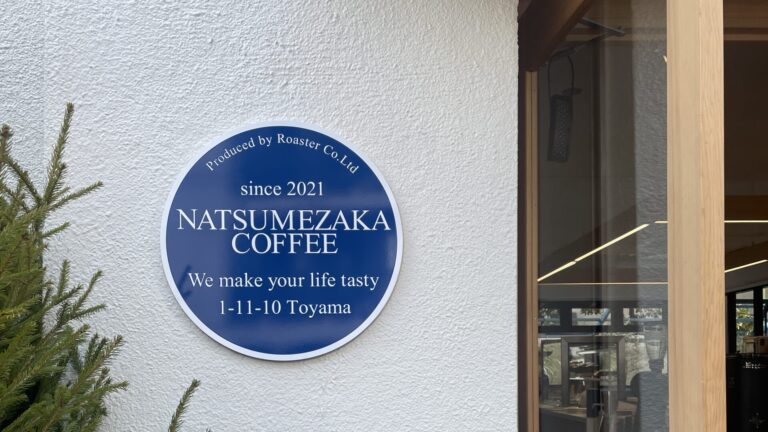 Produced by Roaster Co.Ltd
since 2021
NATSUMEZAKA
COFFEE
We make your life tasty
1-11-10 Toyama